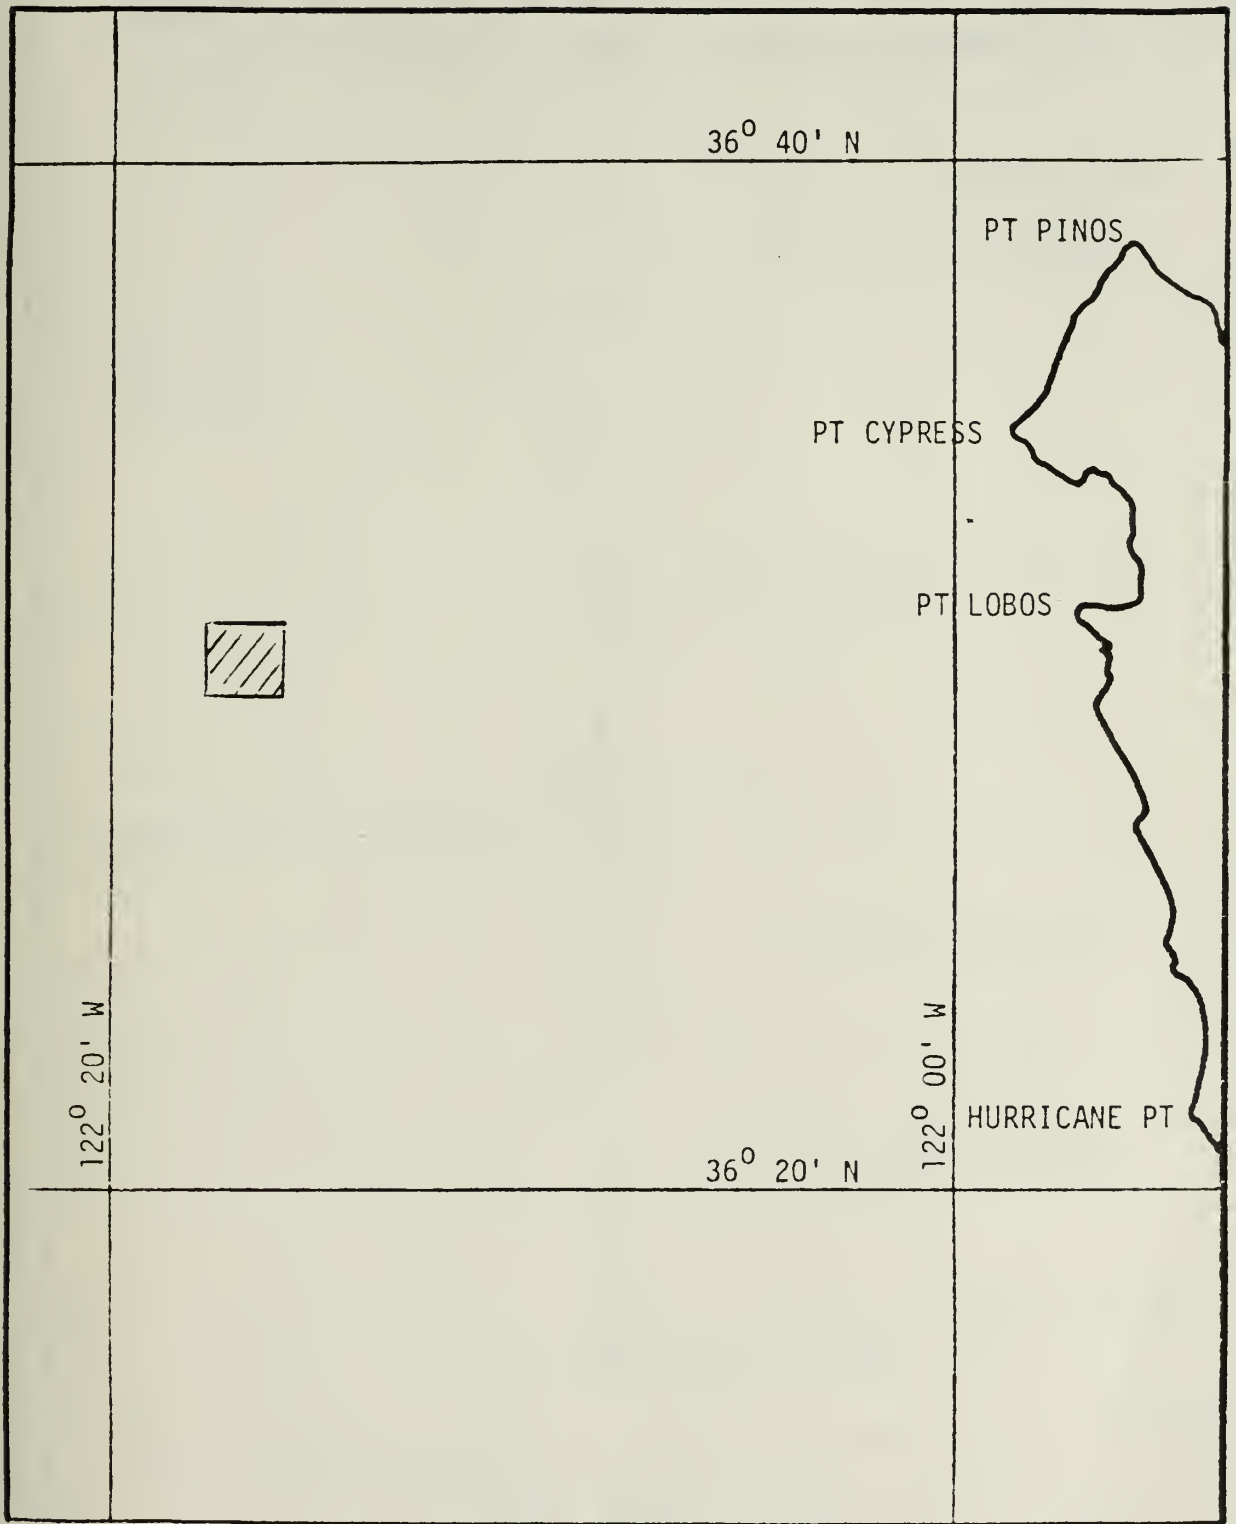 36° 40' N
PT PINOS
PT CYPRESS
PT LOBOS
122° 20' W
122° 00' W
HURRICANE PT
36° 20' N